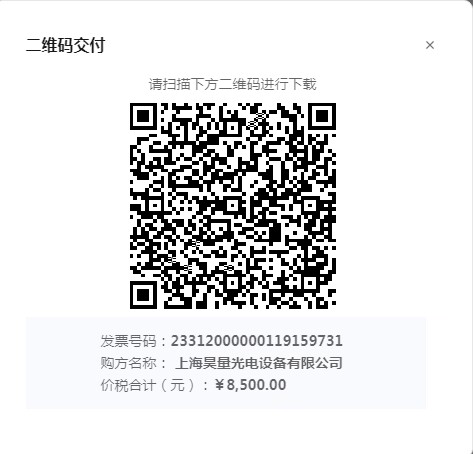 二维码交付
×
请扫描下方二维码进行下载
发票号码：23312000000119159731
购方名称： 上海昊量光电设备有限公司
价税合计（元）：￥8,500.00